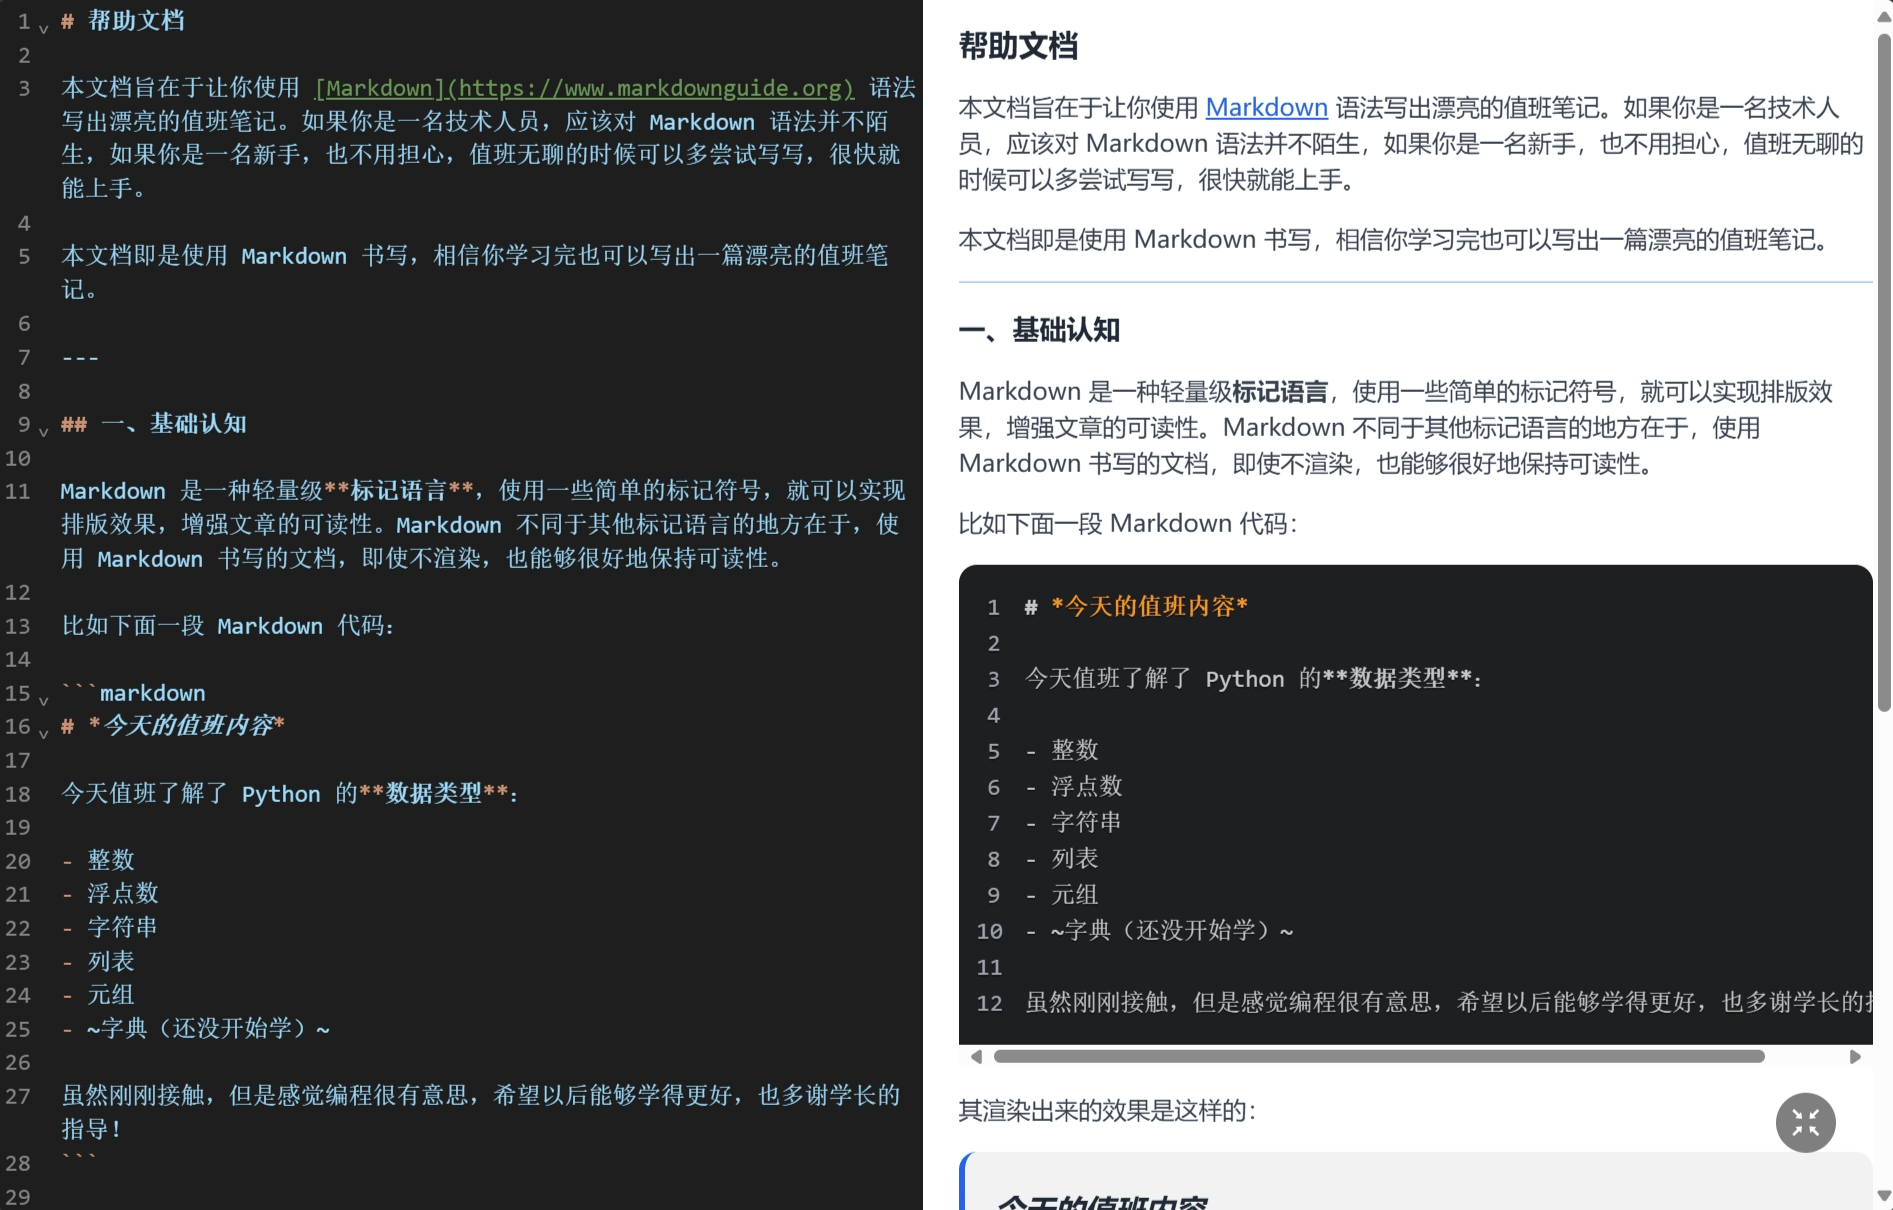 1 # 帮助文档
2
3 本文档旨在于让你使用 [Markdown](https://www.markdownguide.org) 语法
写出漂亮的值班笔记。如果你是一名技术人员，应该对 Markdown 语法并不陌
生，如果你是一名新手，也不用担心，值班无聊的时候可以多尝试写写，很快就
能上手。
4
5 本文档即是使用 Markdown 书写，相信你学习完也可以写出一篇漂亮的值班笔
记。
6
7 ---
8
9 ## 一、基础认知
10
11 Markdown 是一种轻量级**标记语言**，使用一些简单的标记符号，就可以实现
排版效果，增强文章的可读性。Markdown 不同于其他标记语言的地方在于，使
用 Markdown 书写的文档，即使不渲染，也能够很好地保持可读性。
12
13 比如下面一段 Markdown 代码：
14
15 ```markdown
16 # *今天的值班内容*
17
18 今天值班了解了 Python 的**数据类型**：
19
20 - 整数
21 - 浮点数
22 - 字符串
23 - 列表
24 - 元组
25 - ~字典（还没开始学）~
26
27 虽然刚刚接触，但是感觉编程很有意思，希望以后能够学得更好，也多谢学长的
指导！
28 ```
29
帮助文档
本文档旨在于让你使用 Markdown 语法写出漂亮的值班笔记。如果你是一名技术人
员，应该对 Markdown 语法并不陌生，如果你是一名新手，也不用担心，值班无聊的
时候可以多尝试写写，很快就能上手。
本文档即是使用 Markdown 书写，相信你学习完也可以写出一篇漂亮的值班笔记。
一、基础认知
Markdown 是一种轻量级标记语言，使用一些简单的标记符号，就可以实现排版效
果，增强文章的可读性。Markdown 不同于其他标记语言的地方在于，使用
Markdown 书写的文档，即使不渲染，也能够很好地保持可读性。
比如下面一段 Markdown 代码：
1 # *今天的值班内容*
2
3 今天值班了解了 Python 的**数据类型**：
4
5 - 整数
6 - 浮点数
7 - 字符串
8 - 列表
9 - 元组
10 - ~字典（还没开始学）~
11
12 虽然刚刚接触，但是感觉编程很有意思，希望以后能够学得更好，也多谢学长的
其渲染出来的效果是这样的：
今天的值班内容